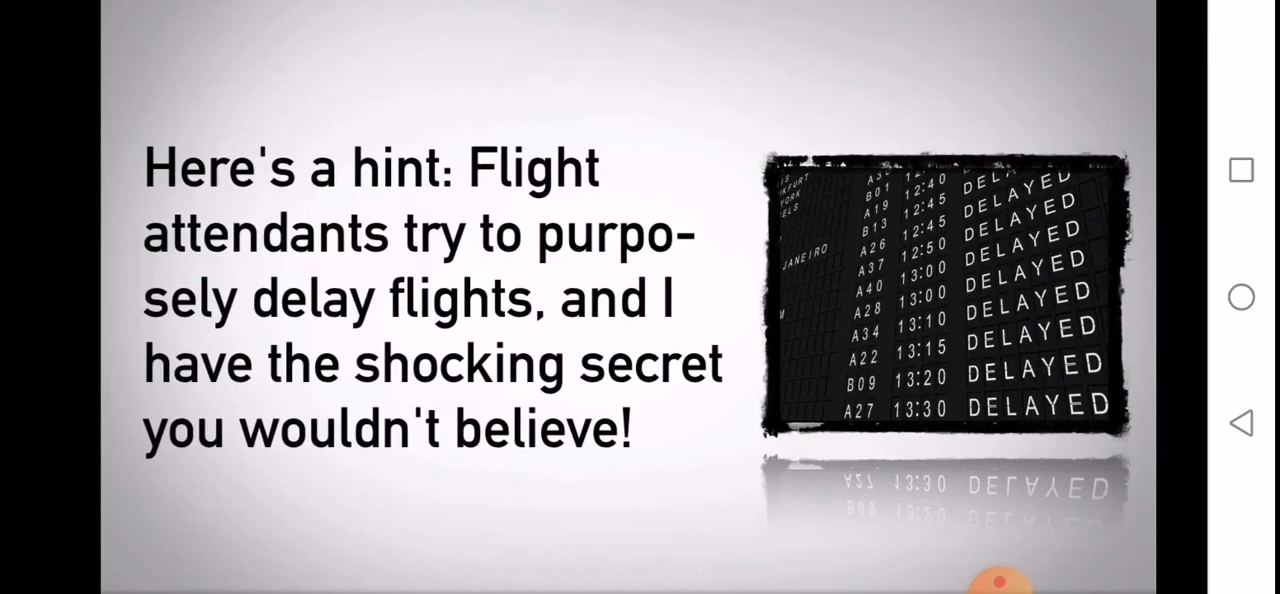 Here's a hint: Flight
attendants try to purpo-
sely delay flights, and I
have the shocking secret
you wouldn't believe!
KFURT B01 12:40 DELAYED
YORK A19 12:45 DELAYED
ELS B13 12:45 DELAYED
A26 12:50 DELAYED
JANEIRO A37 13:00 DELAYED
A40 13:00 DELAYED
A28 13:10 DELAYED
A34 13:15 DELAYED
A22 13:20 DELAYED
B09 13:30 DELAYED
A27